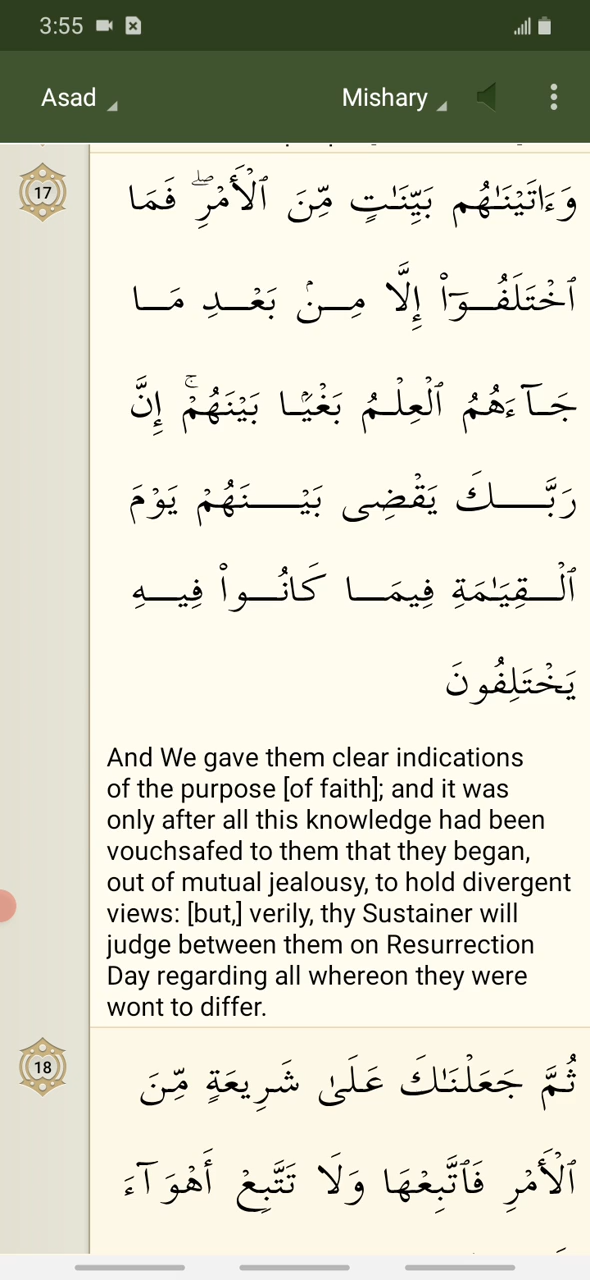 3:55
Asad
Mishary
17
وَءَاتَيْنَـٰهُم بَيِّنَـٰتٍ مِّنَ ٱلْأَمْرِ ۖ فَمَا
ٱخْتَلَفُوٓا۟ إِلَّا مِنۢ بَعْدِ مَا
جَآءَهُمُ ٱلْعِلْمُ بَغْيًۢا بَيْنَهُمْ ۚ إِنَّ
رَبَّكَ يَقْضِى بَيْنَهُمْ يَوْمَ
ٱلْقِيَـٰمَةِ فِيمَا كَانُوا۟ فِيهِ
يَخْتَلِفُونَ
And We gave them clear indications
of the purpose [of faith]; and it was
only after all this knowledge had been
vouchsafed to them that they began,
out of mutual jealousy, to hold divergent
views: [but,] verily, thy Sustainer will
judge between them on Resurrection
Day regarding all whereon they were
wont to differ.
18
ثُمَّ جَعَلْنَـٰكَ عَلَىٰ شَرِيعَةٍ مِّنَ
ٱلْأَمْرِ فَٱتَّبِعْهَا وَلَا تَتَّبِعْ أَهْوَآءَ